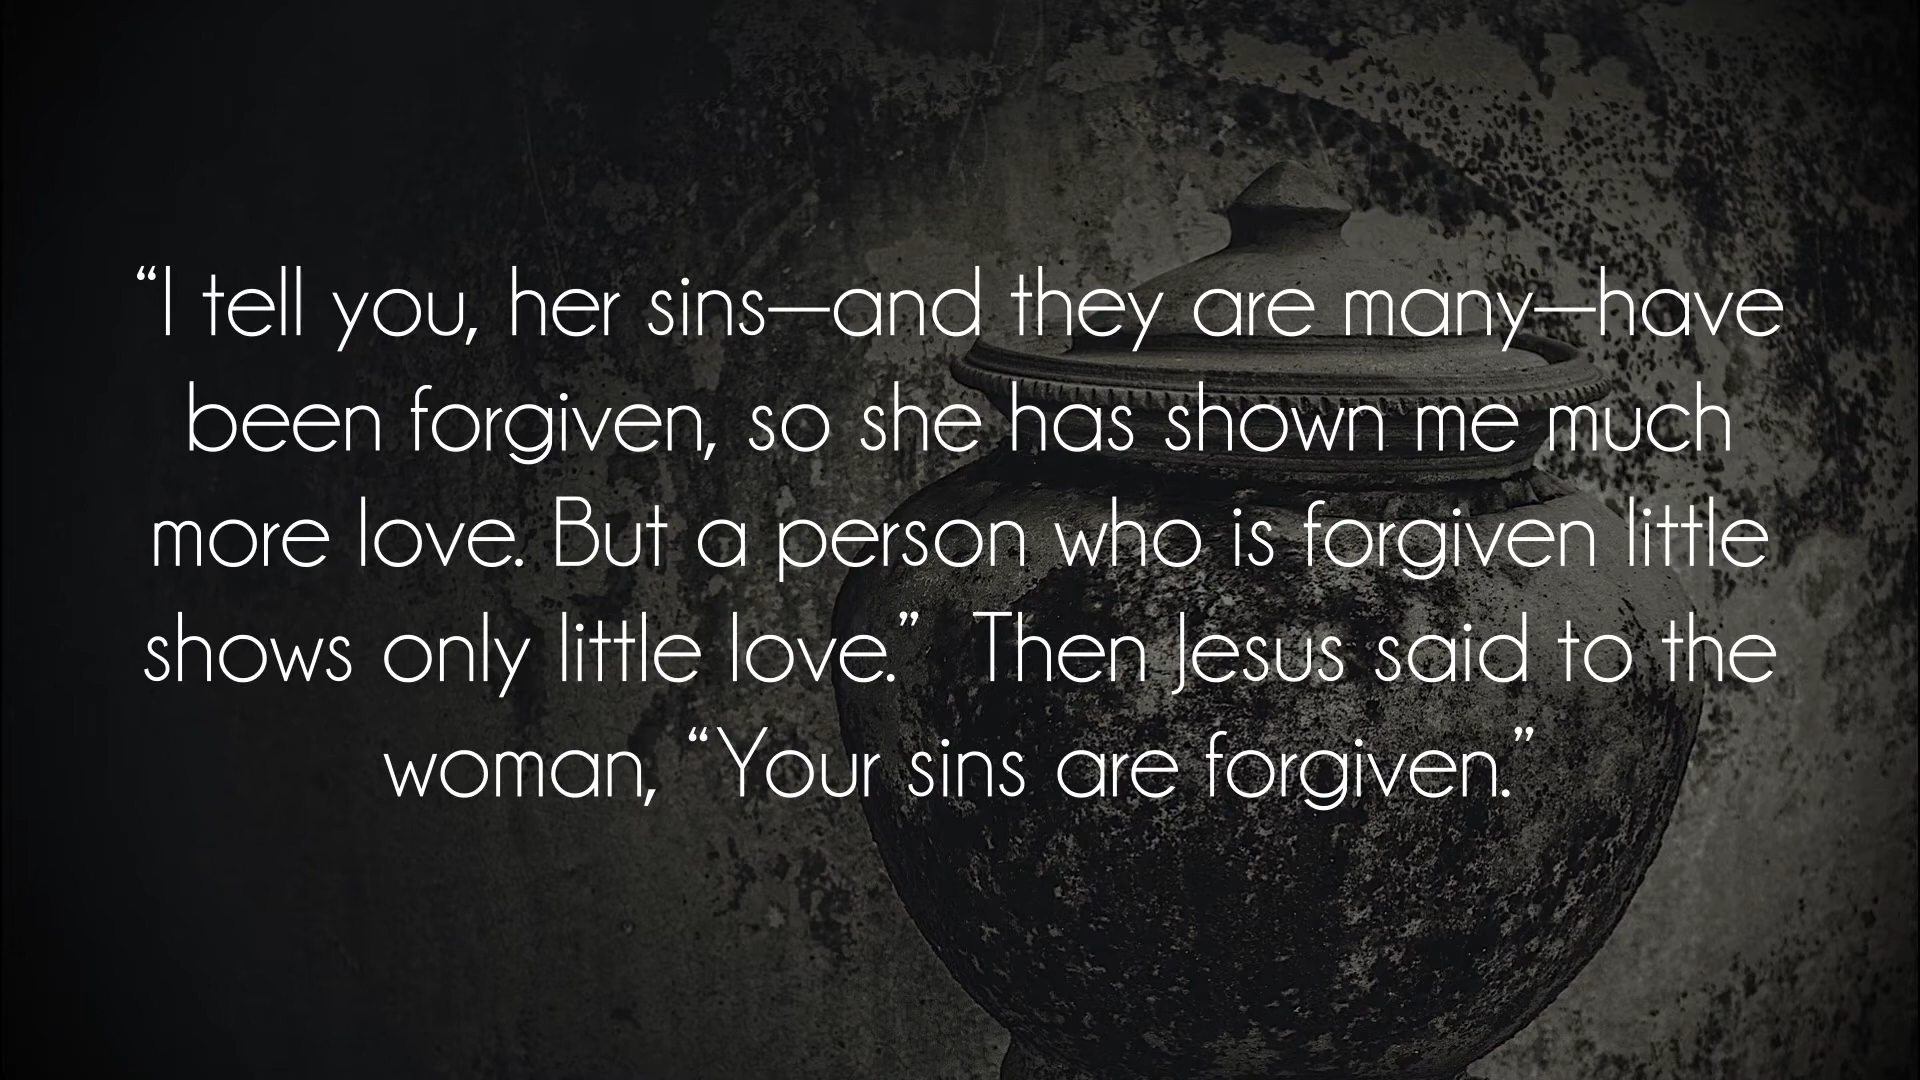 “I tell you, her sins—and they are many—have
been forgiven, so she has shown me much
more love. But a person who is forgiven little
shows only little love.”  Then Jesus said to the
woman, “Your sins are forgiven.”